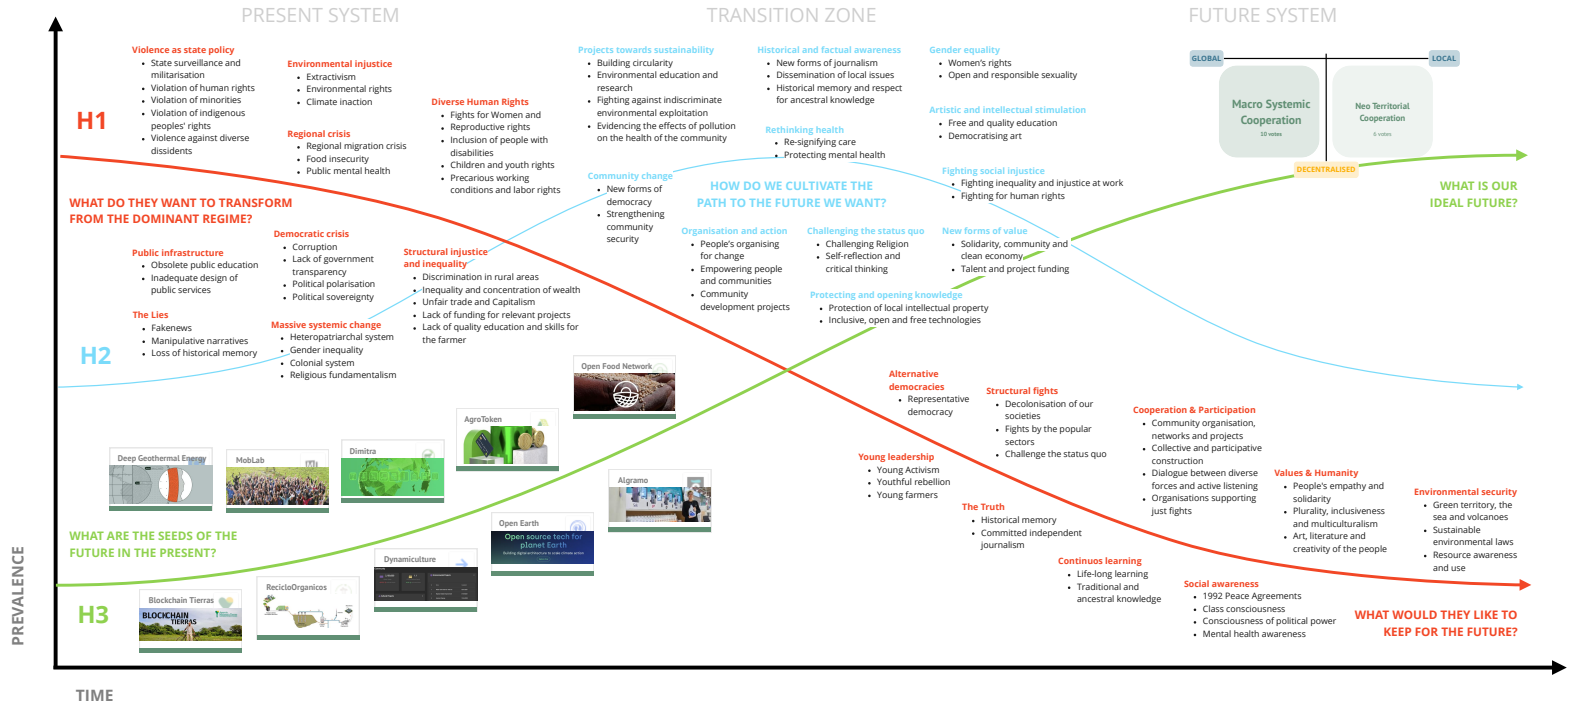 PRESENT SYSTEM
TRANSITION ZONE
FUTURE SYSTEM
H1
Violence as state policy
• State surveillance and
militarisation
• Violation of human rights
• Violation of minorities
• Violation of indigenous
peoples' rights
• Violence against diverse
dissidents
Environmental injustice
• Extractivism
• Environmental rights
• Climate inaction
Regional crisis
• Regional migration crisis
• Food insecurity
• Public mental health
Diverse Human Rights
• Fights for Women and
• Reproductive rights
• Inclusion of people with
disabilities
• Children and youth rights
• Precarious working
conditions and labor rights
WHAT DO THEY WANT TO TRANSFORM
FROM THE DOMINANT REGIME?
Public infrastructure
• Obsolete public education
• Inadequate design of
public services
The Lies
• Fakenews
• Manipulative narratives
• Loss of historical memory
Democratic crisis
• Corruption
• Lack of government
transparency
• Political polarisation
• Political sovereignty
Massive systemic change
• Heteropatriarchal system
• Gender inequality
• Colonial system
• Religious fundamentalism
Structural injustice
and inequality
• Discrimination in rural areas
• Inequality and concentration of wealth
• Unfair trade and Capitalism
• Lack of funding for relevant projects
• Lack of quality education and skills for
the farmer
H2
Projects towards sustainability
• Building circularity
• Environmental education and
research
• Fighting against indiscriminate
environmental exploitation
• Evidencing the effects of pollution
on the health of the community
Community change
• New forms of
democracy
• Strengthening
community
security
Historical and factual awareness
• New forms of journalism
• Dissemination of local issues
• Historical memory and respect
for ancestral knowledge
Rethinking health
• Re-signifying care
• Protecting mental health
Gender equality
• Women's rights
• Open and responsible sexuality
Artistic and intellectual stimulation
• Free and quality education
• Democratising art
Fighting social injustice
• Fighting inequality and injustice at work
• Fighting for human rights
HOW DO WE CULTIVATE THE
PATH TO THE FUTURE WE WANT?
Organisation and action
• People's organising
for change
• Empowering people
and communities
• Community
development projects
Challenging the status quo
• Challenging Religion
• Self-reflection and
critical thinking
New forms of value
• Solidarity, community and
clean economy
• Talent and project funding
Protecting and opening knowledge
• Protection of local intellectual property
• Inclusive, open and free technologies
GLOBAL
LOCAL
Macro Systemic
Cooperation
10 votes
Neo Territorial
Cooperation
6 votes
DECENTRALISED
WHAT IS OUR
IDEAL FUTURE?
Deep Geothermal Energy
MobLab
Dimitra
AgroToken
Open Food Network
WHAT ARE THE SEEDS OF THE
FUTURE IN THE PRESENT?
H3
Blockchain Tierras
BLOCKCHAIN
TIERRAS
RecicloOrganicos
Dynamiculture
Open Earth
Open source tech for
planet Earth
Building digital architecture to scale climate action
Algramo
Alternative
democracies
• Representative
democracy
Structural fights
• Decolonisation of our
societies
• Fights by the popular
sectors
• Challenge the status quo
Young leadership
• Young Activism
• Youthful rebellion
• Young farmers
The Truth
• Historical memory
• Committed independent
journalism
Continuos learning
• Life-long learning
• Traditional and
ancestral knowledge
Cooperation & Participation
• Community organisation,
networks and projects
• Collective and participative
construction
• Dialogue between diverse
forces and active listening
• Organisations supporting
just fights
Values & Humanity
• People's empathy and
solidarity
• Plurality, inclusiveness
and multiculturalism
• Art, literature and
creativity of the people
Environmental security
• Green territory, the
sea and volcanoes
• Sustainable
environmental laws
• Resource awareness
and use
Social awareness
• 1992 Peace Agreements
• Class consciousness
• Consciousness of political power
• Mental health awareness
WHAT WOULD THEY LIKE TO
KEEP FOR THE FUTURE?
PREVALENCE
TIME